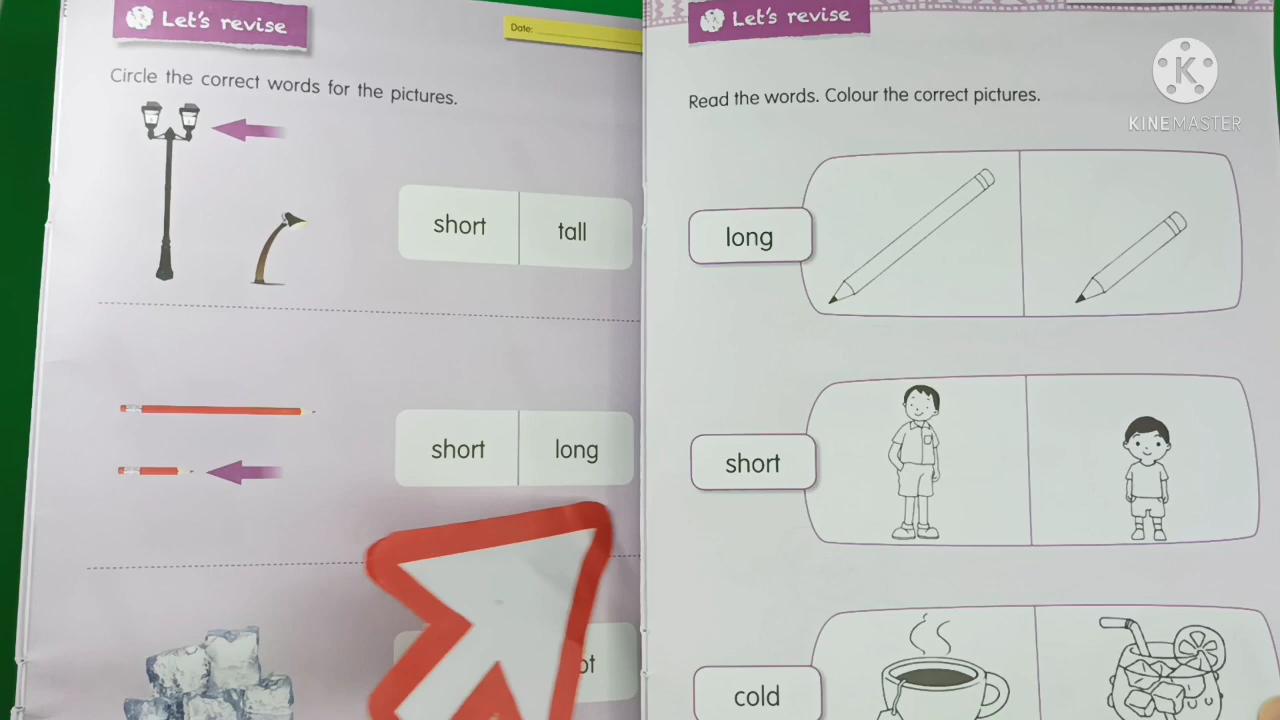 Let's revise
Date:
Circle the correct words for the pictures.
short tall
short long
Let's revise
Read the words. Colour the correct pictures.
long
short
cold
KINEMASTER